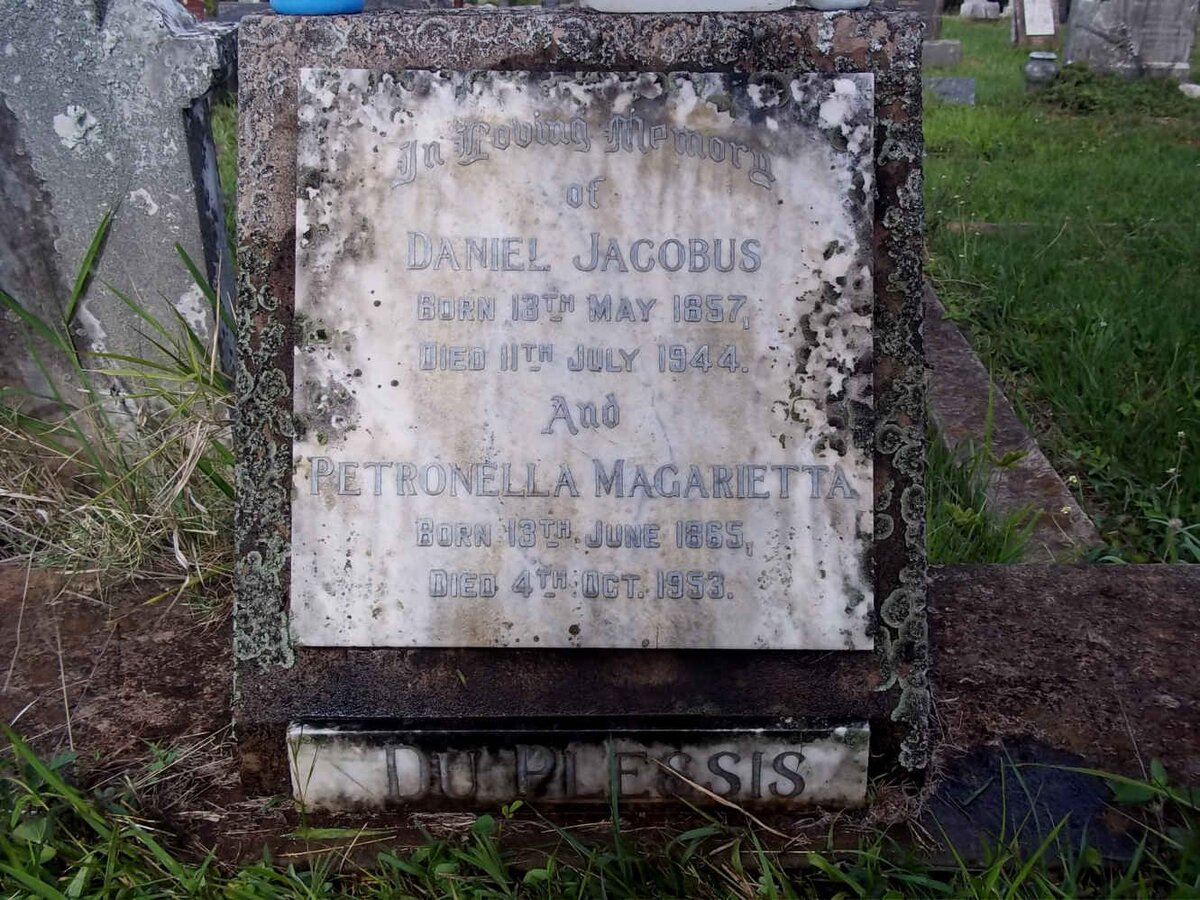 In Loving Memory
of
DANIEL JACOBUS
BORN 13TH MAY 1857,
DIED 11TH JULY 1944.
And
PETRONELLA MAGARIETTA
BORN 13TH JUNE 1865,
DIED 4TH OCT. 1953.
DU PLESSIS